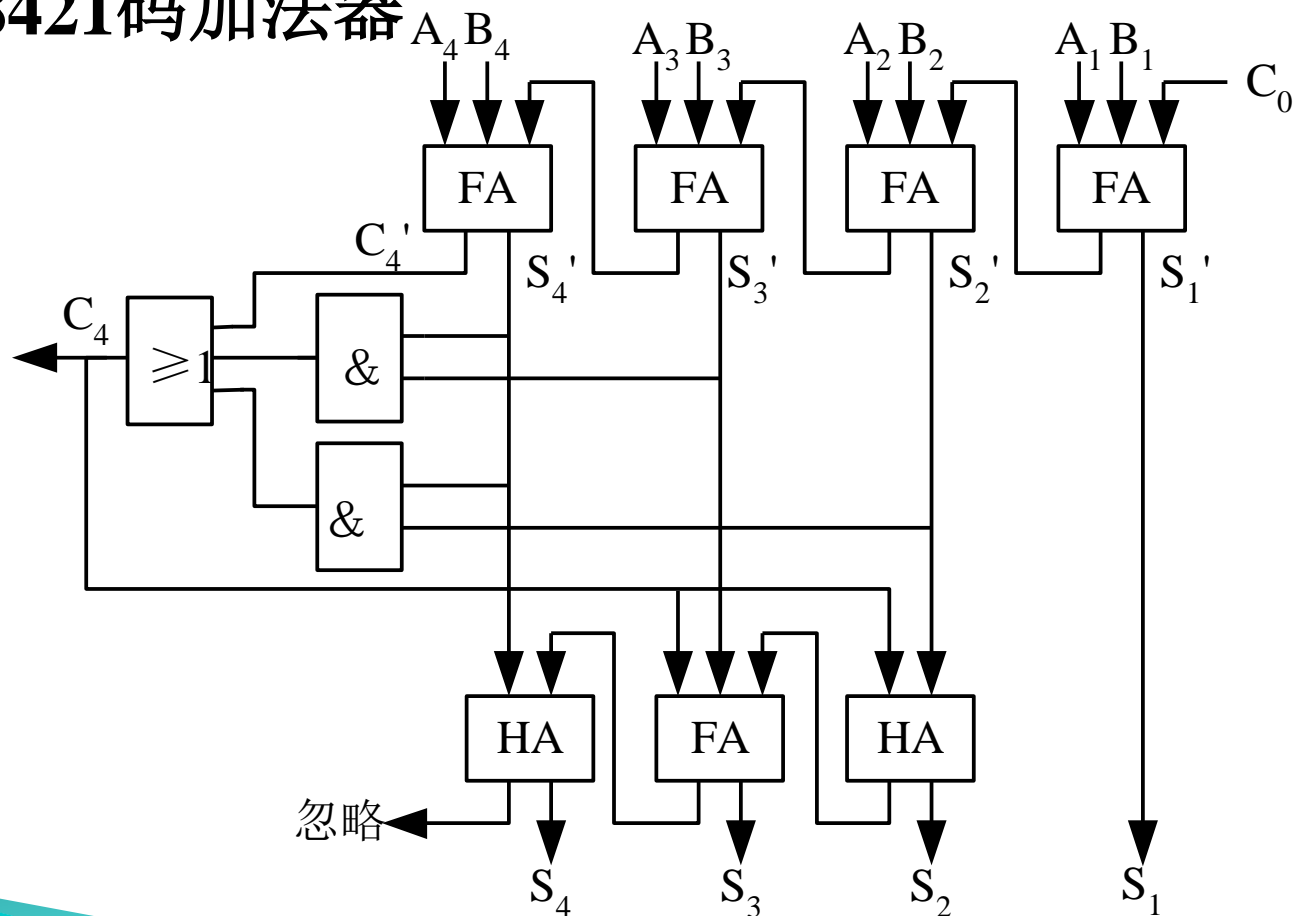 8421码加法器
A4 B4 A3 B3 A2 B2 A1 B1
C0
FA FA FA FA
C4' S4' S3' S2' S1'
C4
≥1
&
&
HA FA HA
忽略
S4 S3 S2 S1